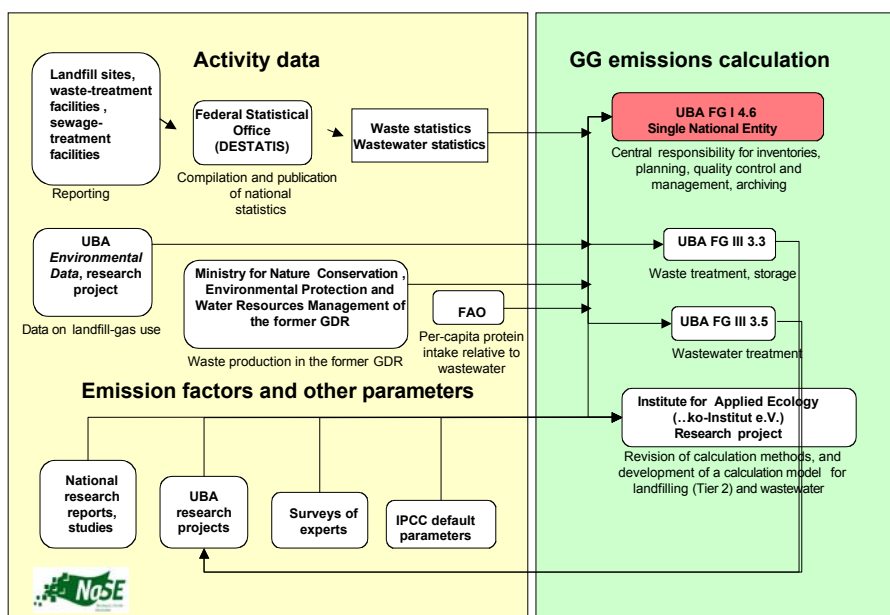 Activity data
Landfill sites,
waste-treatment
facilities ,
sewage-
treatment
facilities
Reporting
Federal Statistical
Office
(DESTATIS)
Compilation and publication
of national
statistics
Waste statistics
Wastewater statistics
UBA
Environmental
Data, research
project
Data on landfill-gas use
Ministry for Nature Conservation ,
Environmental Protection and
Water Resources Management of
the former GDR
Waste production in the former GDR
FAO
Per-capita protein
intake relative to
wastewater
Emission factors and other parameters
National
research
reports,
studies
UBA
research
projects
Surveys of
experts
IPCC default
parameters
NaSE
GG emissions calculation
UBA FG I 4.6
Single National Entity
Central responsibility for inventories,
planning, quality control and
management, archiving
UBA FG III 3.3
Waste treatment, storage
UBA FG III 3.5
Wastewater treatment
Institute for Applied Ecology
(…ko-Institut e.V.)
Research project
Revision of calculation methods, and
development of a calculation model for
landfilling (Tier 2) and wastewater